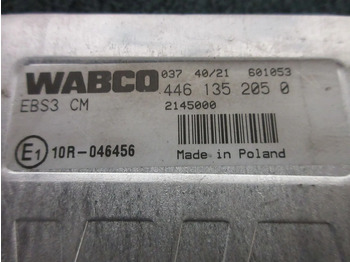 WABCO 037 40/21 601053
446 135 205 0
EBS3 CM 2145000
E1 10R-046456 Made in Poland